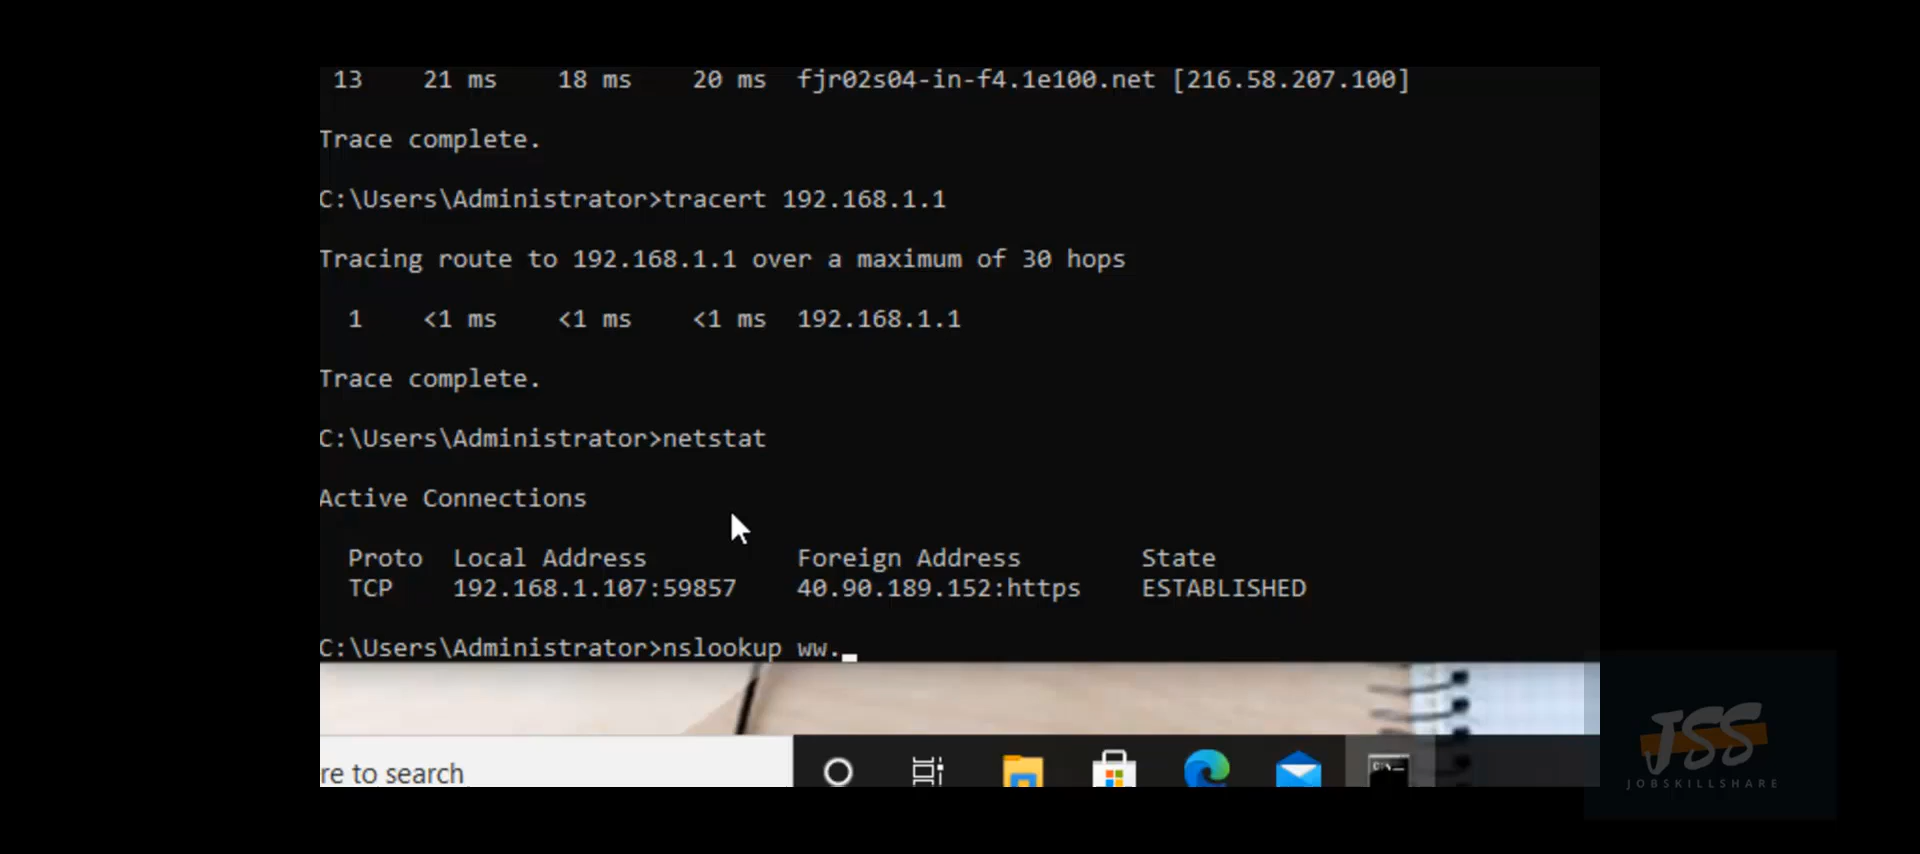 13 21 ms 18 ms 20 ms fjr02s04-in-f4.1e100.net [216.58.207.100]
Trace complete.
C:\Users\Administrator>tracert 192.168.1.1
Tracing route to 192.168.1.1 over a maximum of 30 hops
1 <1 ms <1 ms <1 ms 192.168.1.1
Trace complete.
C:\Users\Administrator>netstat
Active Connections
Proto Local Address Foreign Address State
TCP 192.168.1.107:59857 40.90.189.152:https ESTABLISHED
C:\Users\Administrator>nslookup ww.
re to search
JSS
JOBSKILLSHARE